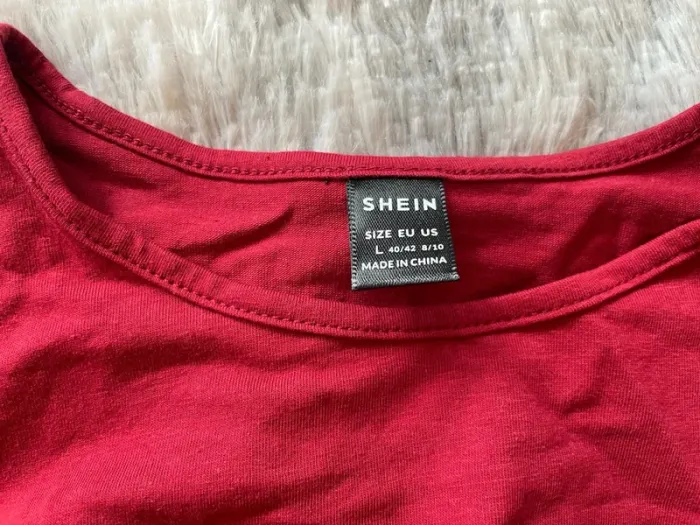 SHEIN
SIZE EU US
L 40/42 8/10
MADE IN CHINA